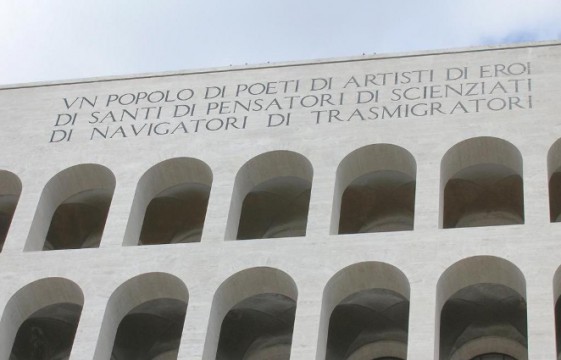 VN POPOLO DI POETI DI ARTISTI DI EROI
DI SANTI DI PENSATORI DI SCIENZIATI
DI NAVIGATORI DI TRASMIGRATORI